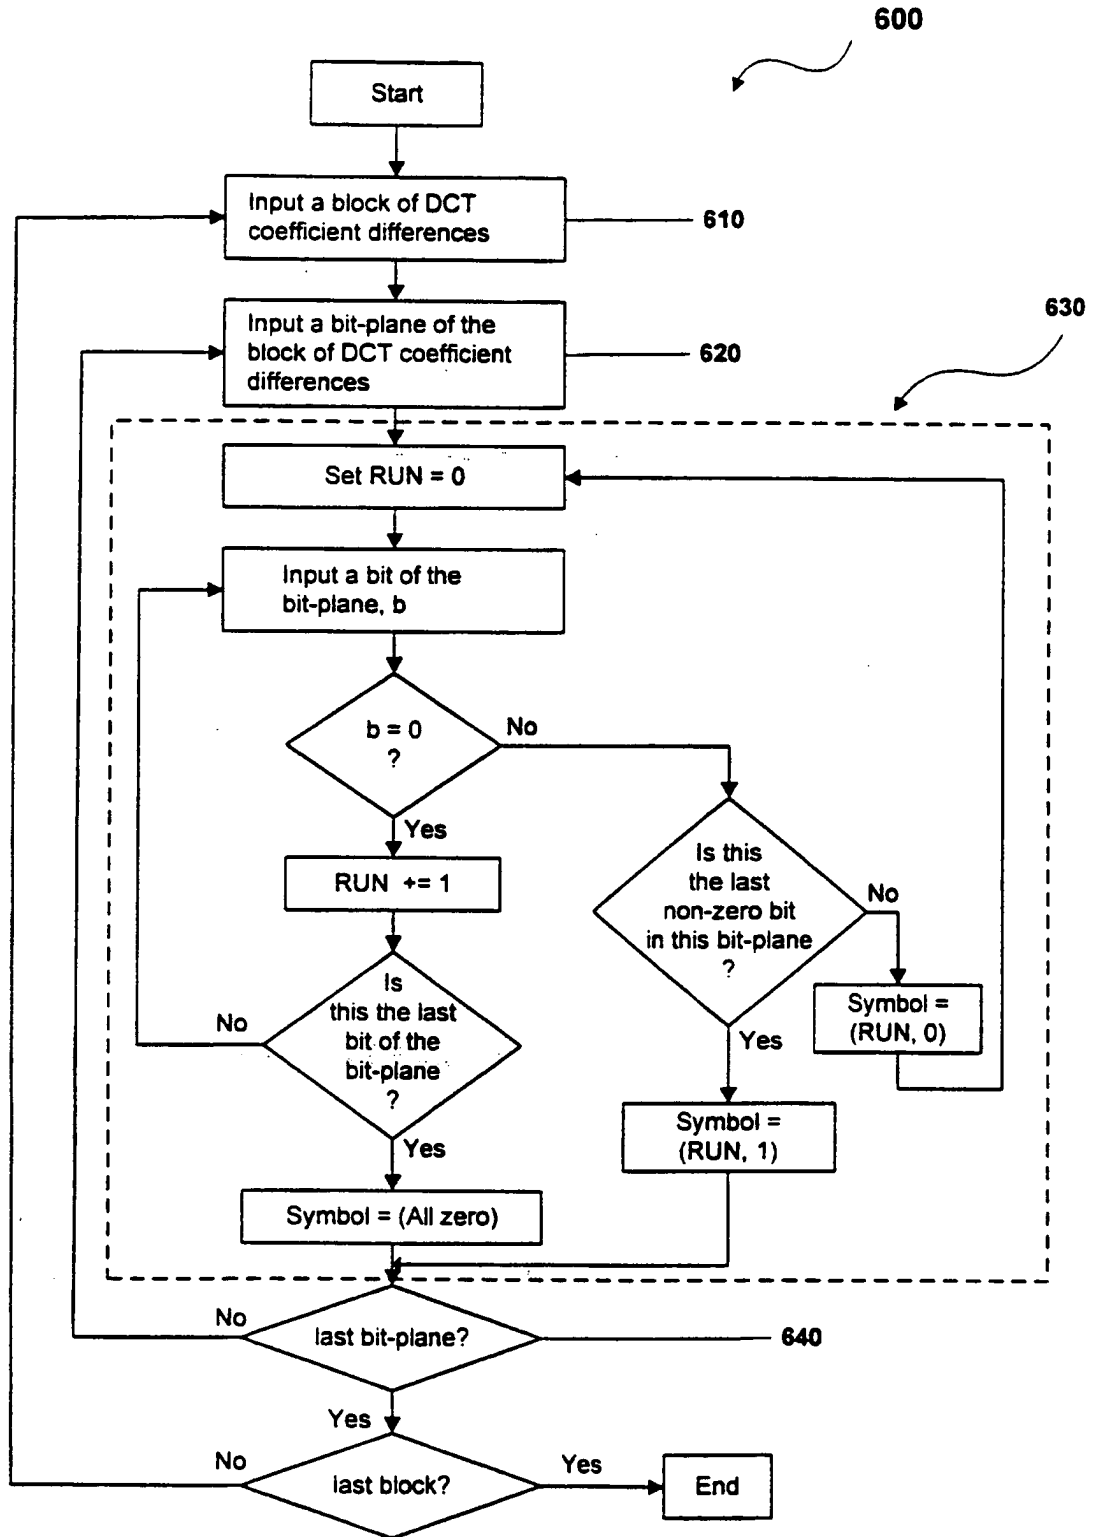 600
Start
Input a block of DCT
coefficient differences
610
630
Input a bit-plane of the
block of DCT coefficient
differences
620
Set RUN = 0
Input a bit of the
bit-plane, b
b = 0
?
No
Yes
RUN += 1
Is this
the last
non-zero bit
in this bit-plane
?
No
Is
this the last
bit of the
bit-plane
?
No
Symbol =
(RUN, 0)
Yes
Symbol =
(RUN, 1)
Yes
Symbol = (All zero)
No
last bit-plane?
640
Yes
No
last block?
Yes
End